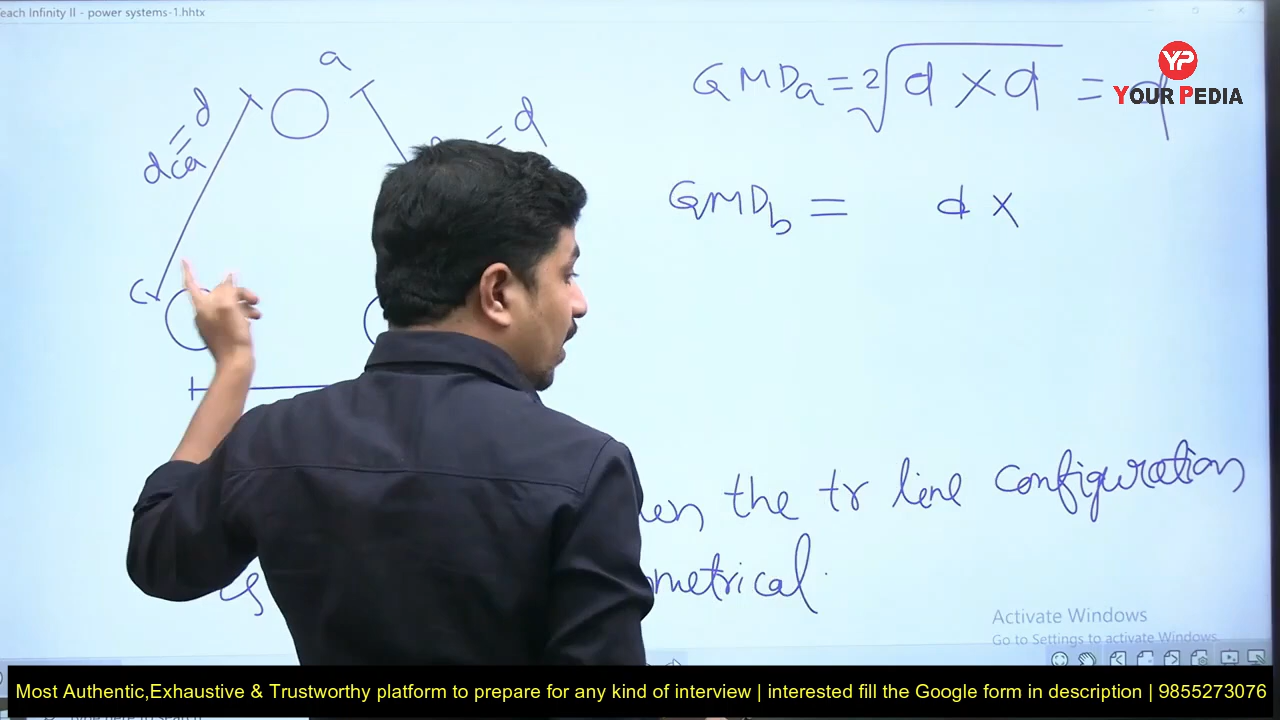 each Infinity II - power systems-1.hhtx
a
GMDa = 2√d × d = d
YP
YOUR PEDIA
= d
dca
= d
GMDb = d ×
c
the tr line configuration
metrical.
is
Activate Windows
Go to Settings to activate Windows.
Most Authentic,Exhaustive & Trustworthy platform to prepare for any kind of interview | interested fill the Google form in description | 9855273076